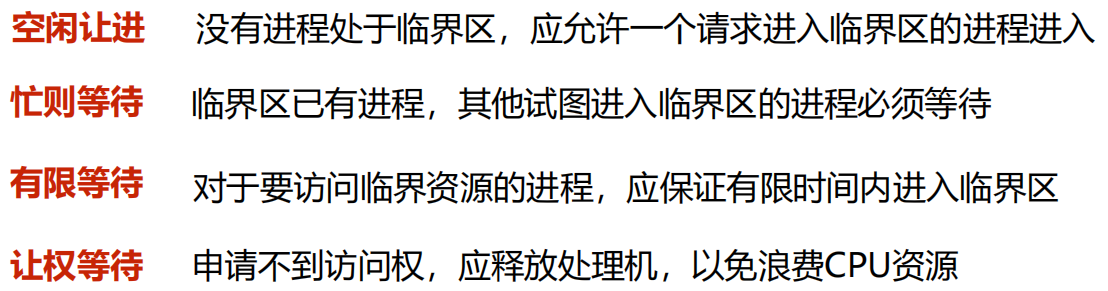 空闲让进 没有进程处于临界区，应允许一个请求进入临界区的进程进入
忙则等待 临界区已有进程，其他试图进入临界区的进程必须等待
有限等待 对于要访问临界资源的进程，应保证有限时间内进入临界区
让权等待 申请不到访问权，应释放处理机，以免浪费CPU资源